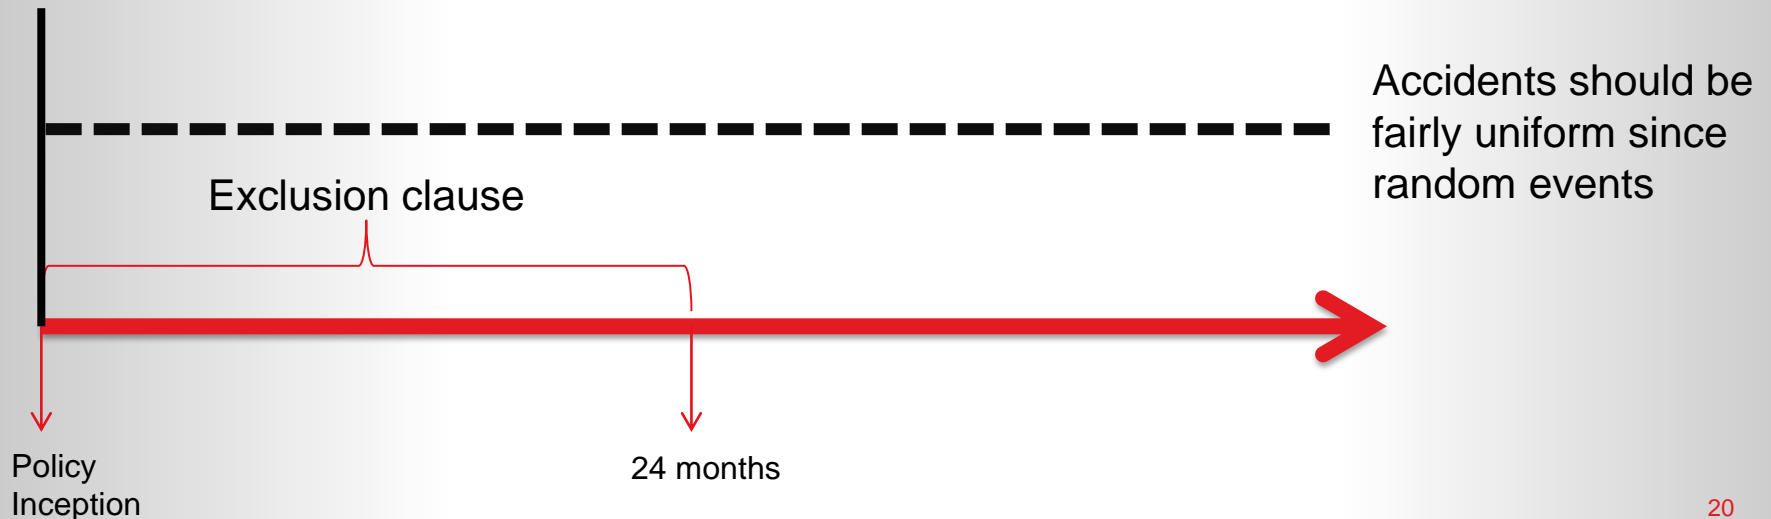 Accidents should be
fairly uniform since
random events
Exclusion clause
Policy
Inception
24 months
20